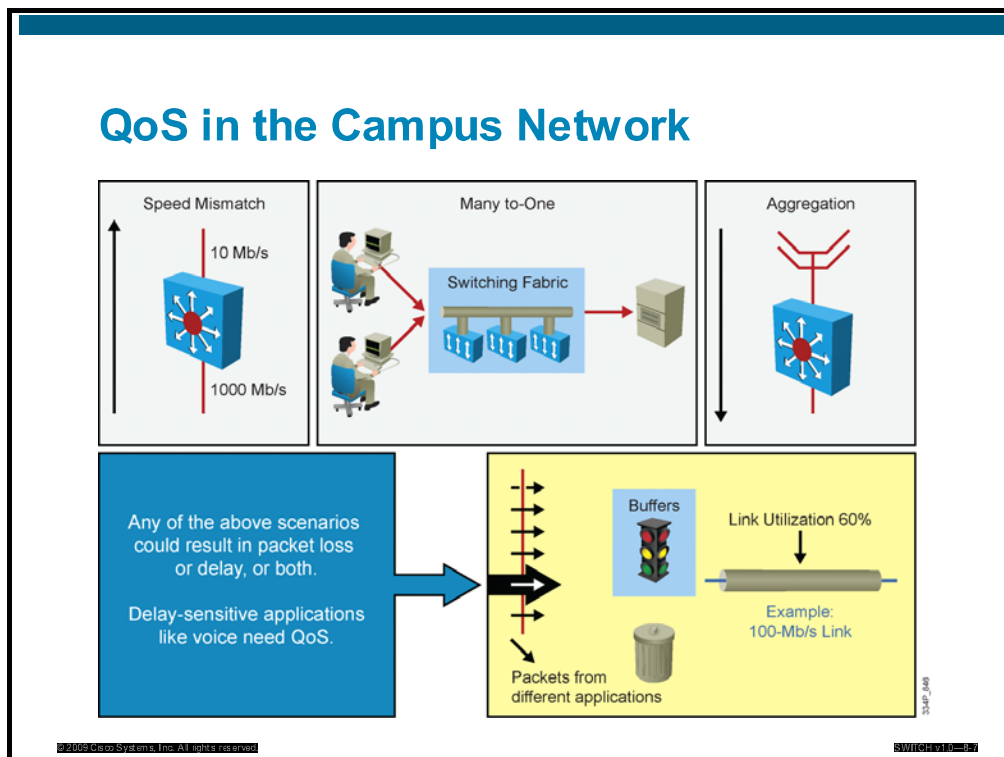 QoS in the Campus Network
Speed Mismatch
10 Mb/s
1000 Mb/s
Many to-One
Switching Fabric
Aggregation
Any of the above scenarios
could result in packet loss
or delay, or both.
Delay-sensitive applications
like voice need QoS.
Packets from
different applications
Buffers
Link Utilization 60%
Example:
100-Mb/s Link
334P_846
© 2009 Cisco Systems, Inc. All rights reserved.
SWITCH v1.0—8-7